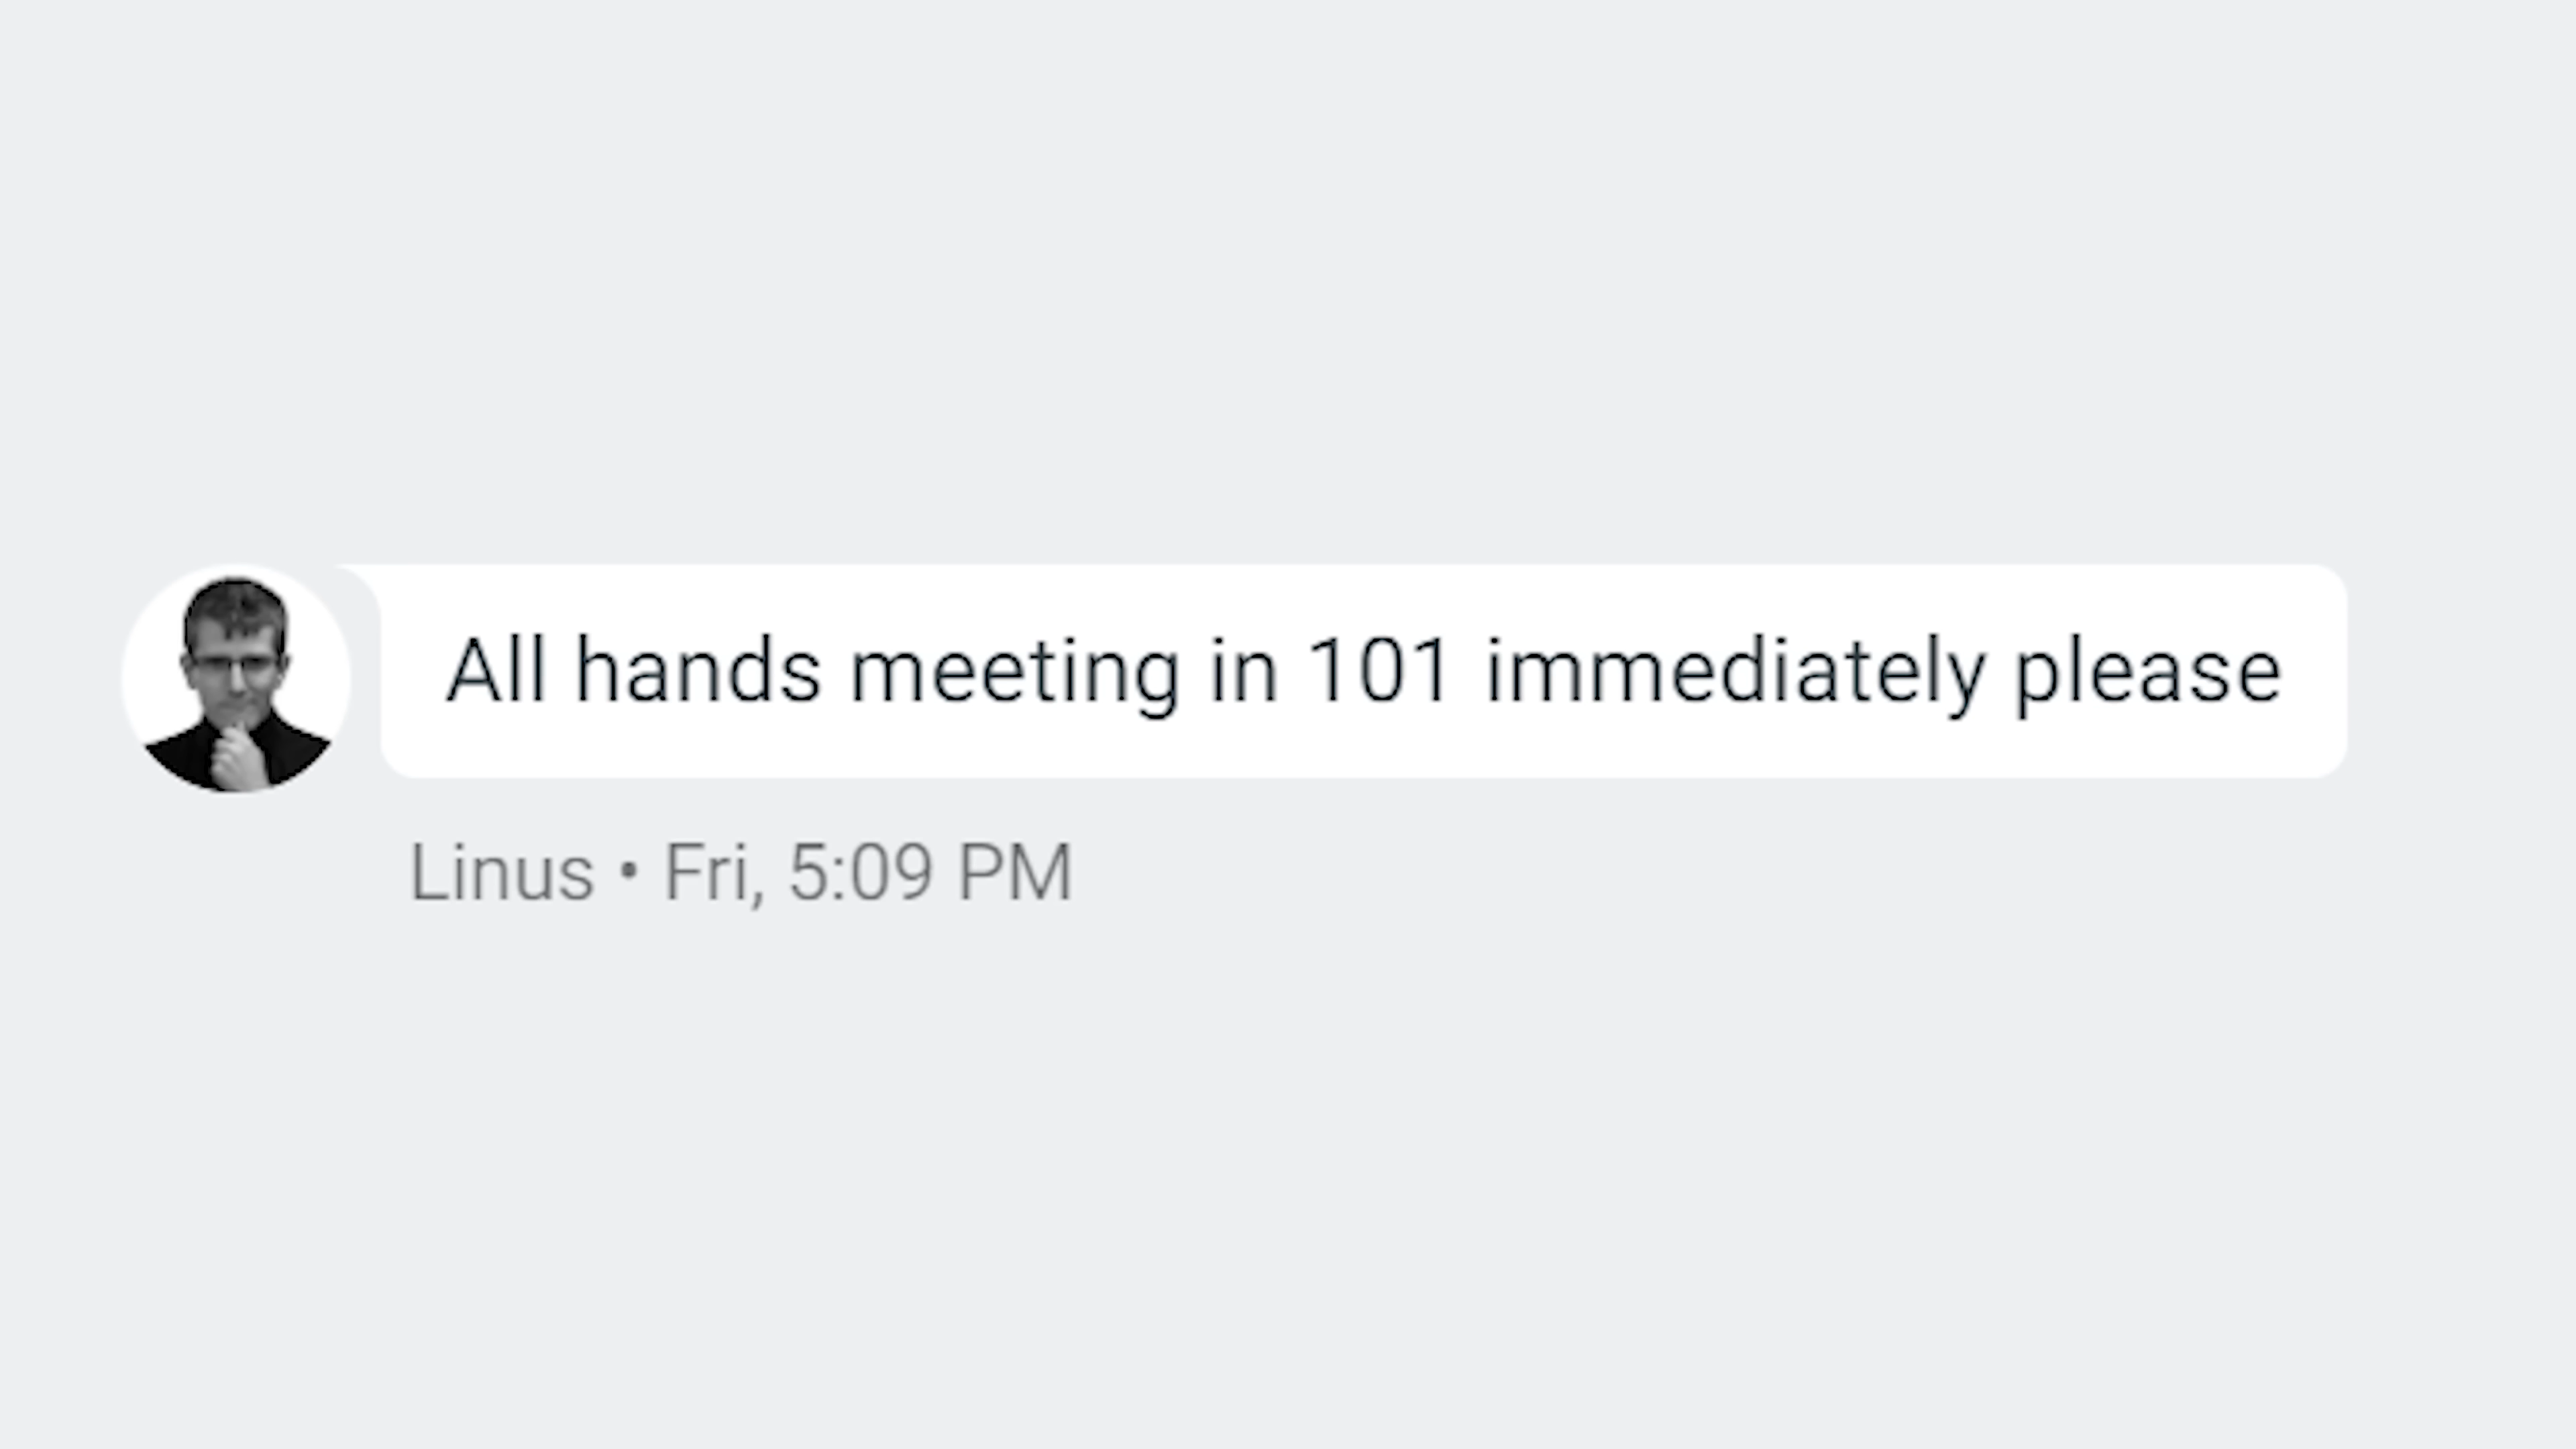 All hands meeting in 101 immediately please
Linus • Fri, 5:09 PM